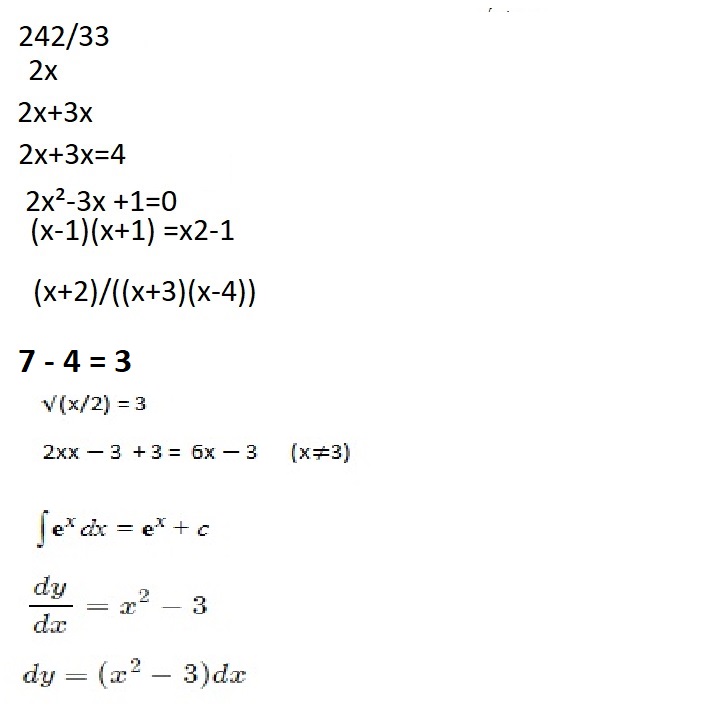 242/33
2x
2x+3x
2x+3x=4
2x²-3x +1=0
(x-1)(x+1) =x2-1
(x+2)/((x+3)(x-4))
7 - 4 = 3
√(x/2) = 3
2xx — 3 + 3 = 6x — 3 (x≠3)
∫eˣ dx = eˣ + c
dy/dx = x² − 3
dy = (x² − 3)dx